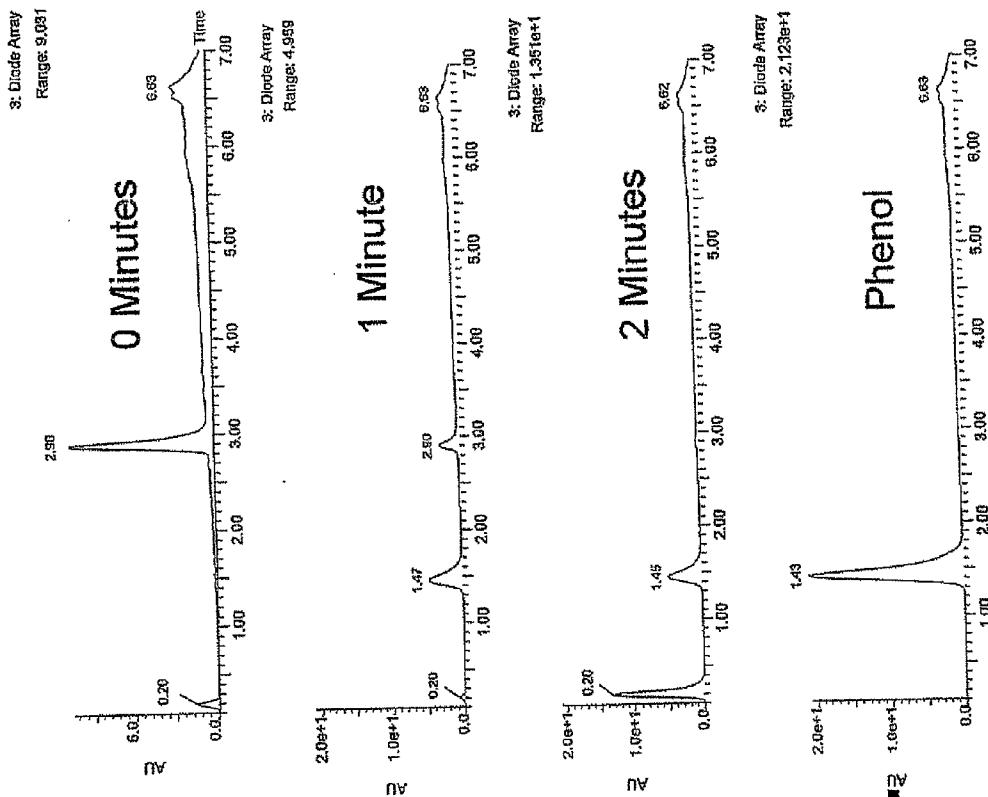 0 Minutes
3: Diode Array
Range: 9.031
AU
6.0
0.0
0.20
2.90
6.63
1.00
2.00
3.00
4.00
5.00
6.00
7.00
Time
1 Minute
3: Diode Array
Range: 4.959
AU
2.0e+1
1.0e+1
0.0
0.20
1.47
2.90
6.63
1.00
2.00
3.00
4.00
5.00
6.00
7.00
2 Minutes
3: Diode Array
Range: 1.351e+1
AU
2.0e+1
1.0e+1
0.0
0.20
1.45
6.62
1.00
2.00
3.00
4.00
5.00
6.00
7.00
Phenol
3: Diode Array
Range: 2.123e+1
AU
2.0e+1
1.0e+1
0.0
1.43
6.63
1.00
2.00
3.00
4.00
5.00
6.00
7.00